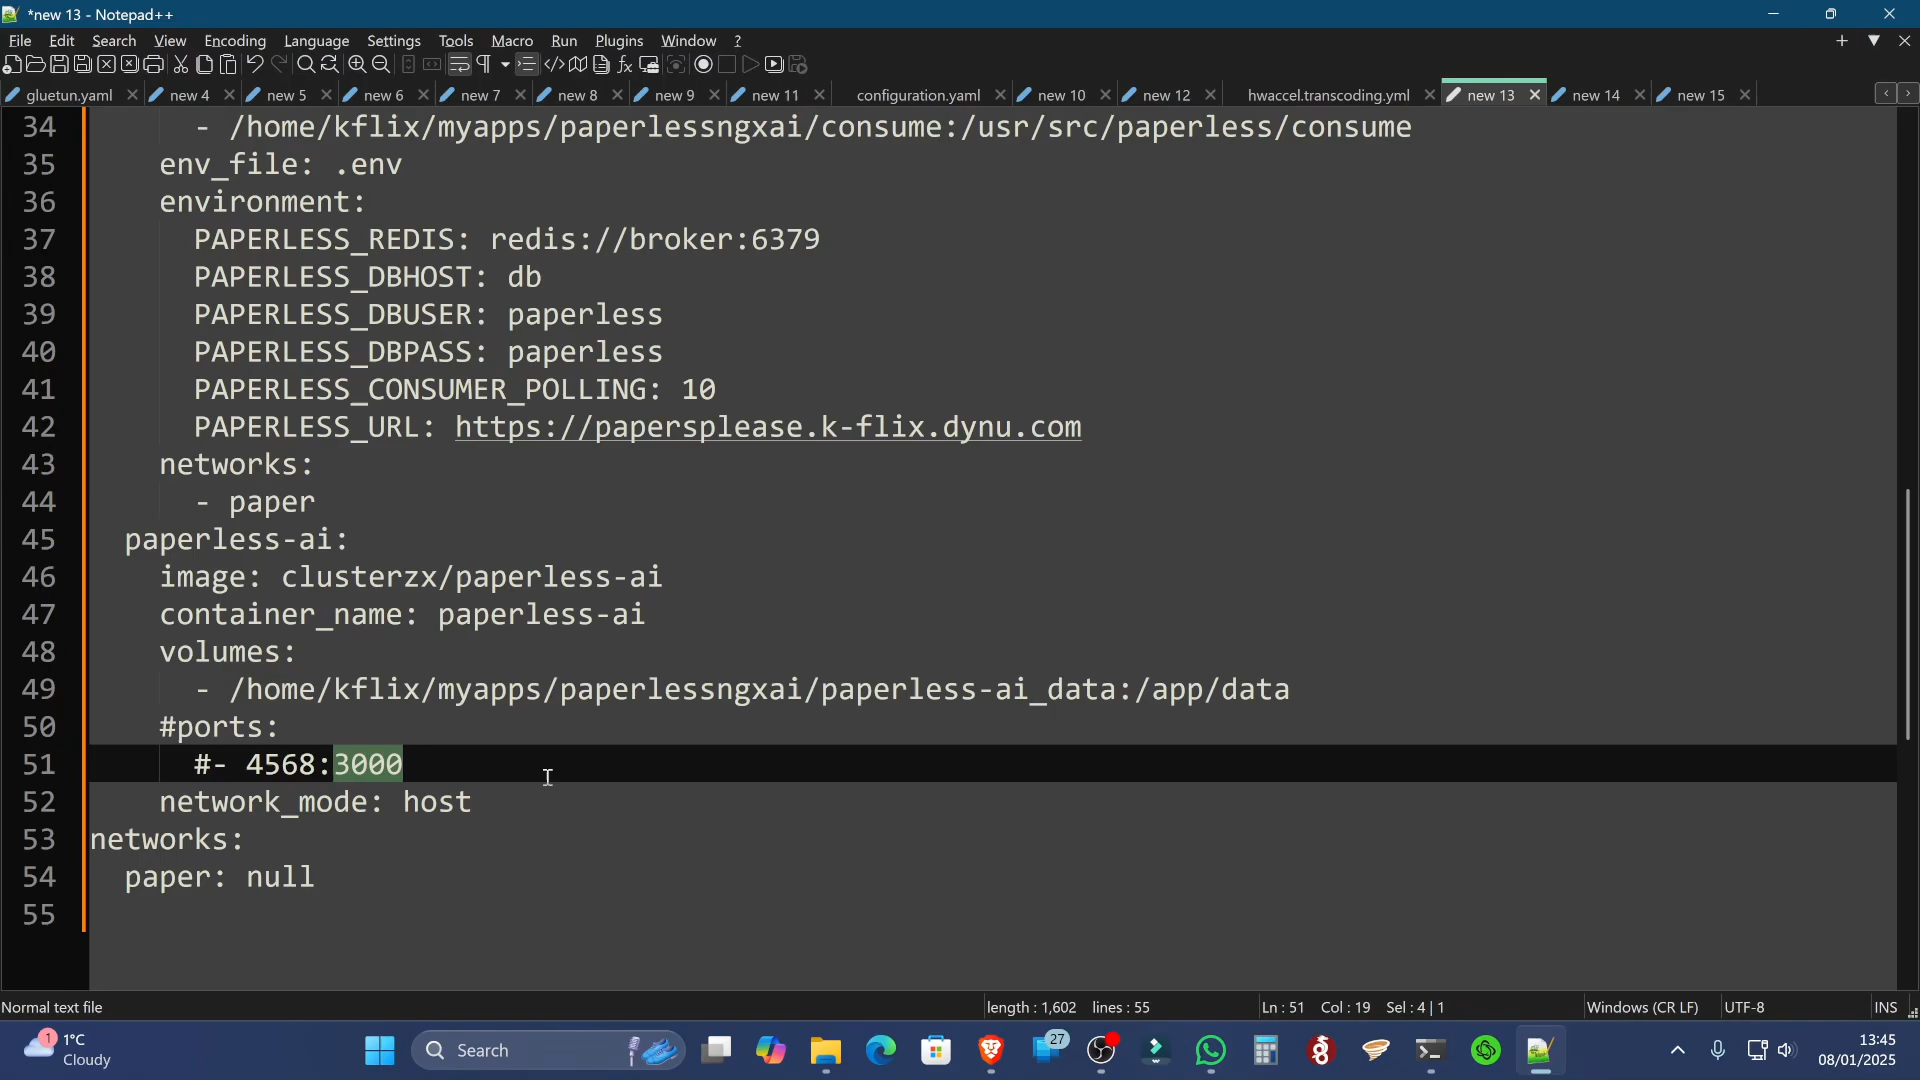 *new 13 - Notepad++
File Edit Search View Encoding Language Settings Tools Macro Run Plugins Window ?
gluetun.yaml new 4 new 5 new 6 new 7 new 8 new 9 new 11 configuration.yaml new 10 new 12 hwaccel.transcoding.yml new 13 new 14 new 15
34 - /home/kflix/myapps/paperlessngxai/consume:/usr/src/paperless/consume
35 env_file: .env
36 environment:
37 PAPERLESS_REDIS: redis://broker:6379
38 PAPERLESS_DBHOST: db
39 PAPERLESS_DBUSER: paperless
40 PAPERLESS_DBPASS: paperless
41 PAPERLESS_CONSUMER_POLLING: 10
42 PAPERLESS_URL: https://papersplease.k-flix.dynu.com
43 networks:
44 - paper
45 paperless-ai:
46 image: clusterzx/paperless-ai
47 container_name: paperless-ai
48 volumes:
49 - /home/kflix/myapps/paperlessngxai/paperless-ai_data:/app/data
50 #ports:
51 #- 4568:3000
52 network_mode: host
53 networks:
54 paper: null
55
Normal text file length : 1,602 lines : 55 Ln : 51 Col : 19 Sel : 4 | 1 Windows (CR LF) UTF-8 INS
1 1°C Search 27 13:45
Cloudy 08/01/2025